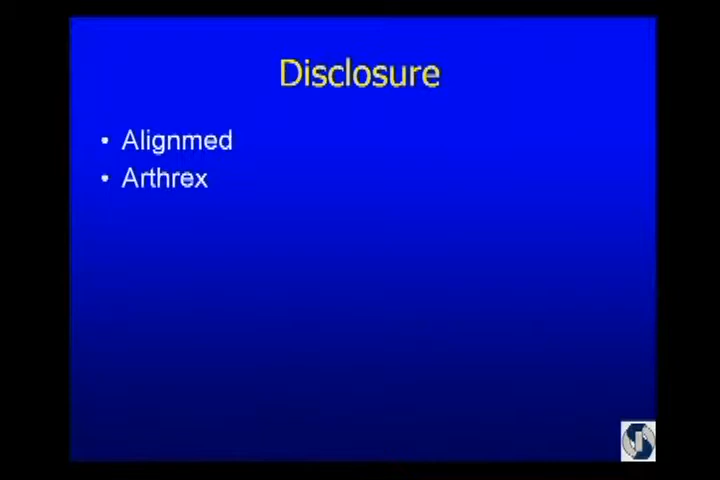 Disclosure
• Alignmed
• Arthrex